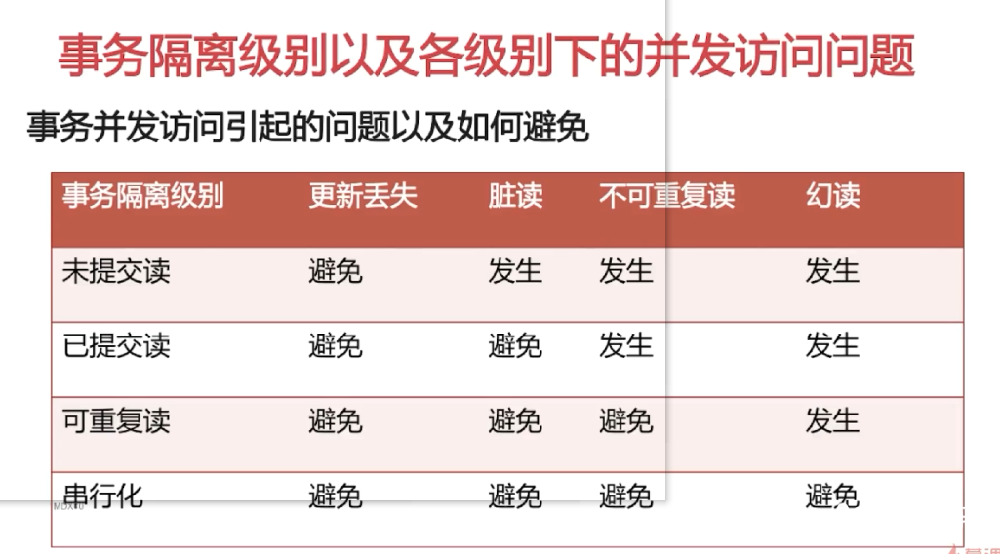 事务隔离级别以及各级别下的并发访问问题
事务并发访问引起的问题以及如何避免
事务隔离级别 更新丢失 脏读 不可重复读 幻读
未提交读 避免 发生 发生 发生
已提交读 避免 避免 发生 发生
可重复读 避免 避免 避免 发生
串行化 避免 避免 避免 避免